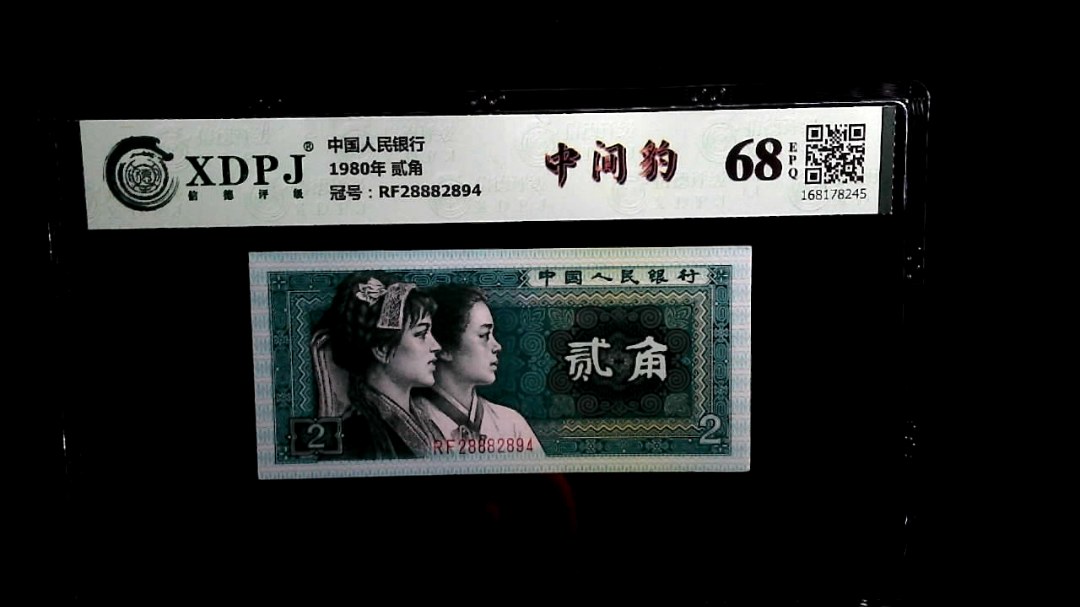 XDPJ®
信德评级
中国人民银行
1980年 贰角
冠号：RF28882894
中间豹
68
EPQ
168178245
中国人民银行
贰角
2
2
RF28882894